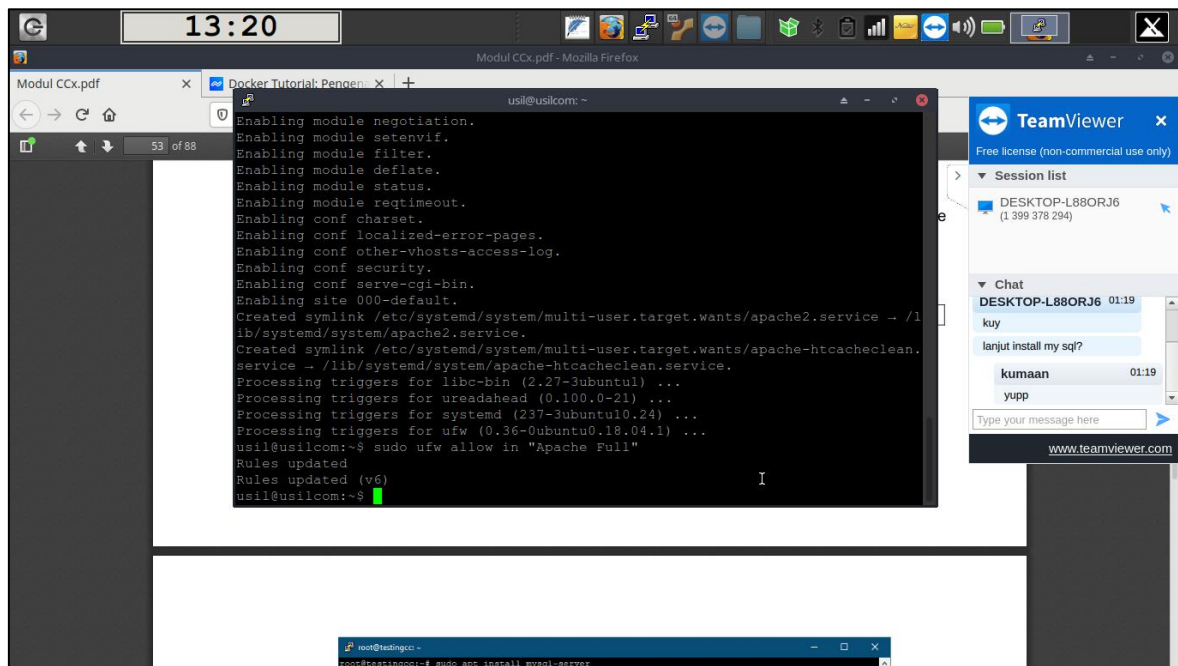 13:20
Modul CCx.pdf - Mozilla Firefox
Modul CCx.pdf
Docker Tutorial: Pengena
53 of 88
usil@usilcom: ~
Enabling module negotiation.
Enabling module setenvif.
Enabling module filter.
Enabling module deflate.
Enabling module status.
Enabling module reqtimeout.
Enabling conf charset.
Enabling conf localized-error-pages.
Enabling conf other-vhosts-access-log.
Enabling conf security.
Enabling conf serve-cgi-bin.
Enabling site 000-default.
Created symlink /etc/systemd/system/multi-user.target.wants/apache2.service → /l
ib/systemd/system/apache2.service.
Created symlink /etc/systemd/system/multi-user.target.wants/apache-htcacheclean.
service → /lib/systemd/system/apache-htcacheclean.service.
Processing triggers for libc-bin (2.27-3ubuntu1) ...
Processing triggers for ureadahead (0.100.0-21) ...
Processing triggers for systemd (237-3ubuntu10.24) ...
Processing triggers for ufw (0.36-0ubuntu0.18.04.1) ...
usil@usilcom:~$ sudo ufw allow in "Apache Full"
Rules updated
Rules updated (v6)
usil@usilcom:~$
e
TeamViewer
Free license (non-commercial use only)
Session list
DESKTOP-L88ORJ6
(1 399 378 294)
Chat
DESKTOP-L88ORJ6 01:19
kuy
lanjut install my sql?
kumaan 01:19
yupp
Type your message here
www.teamviewer.com
root@testingcc: ~
root@testingcc:~# sudo apt install mysql-server